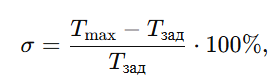 σ = (T_max − T_зад) / T_зад · 100%,